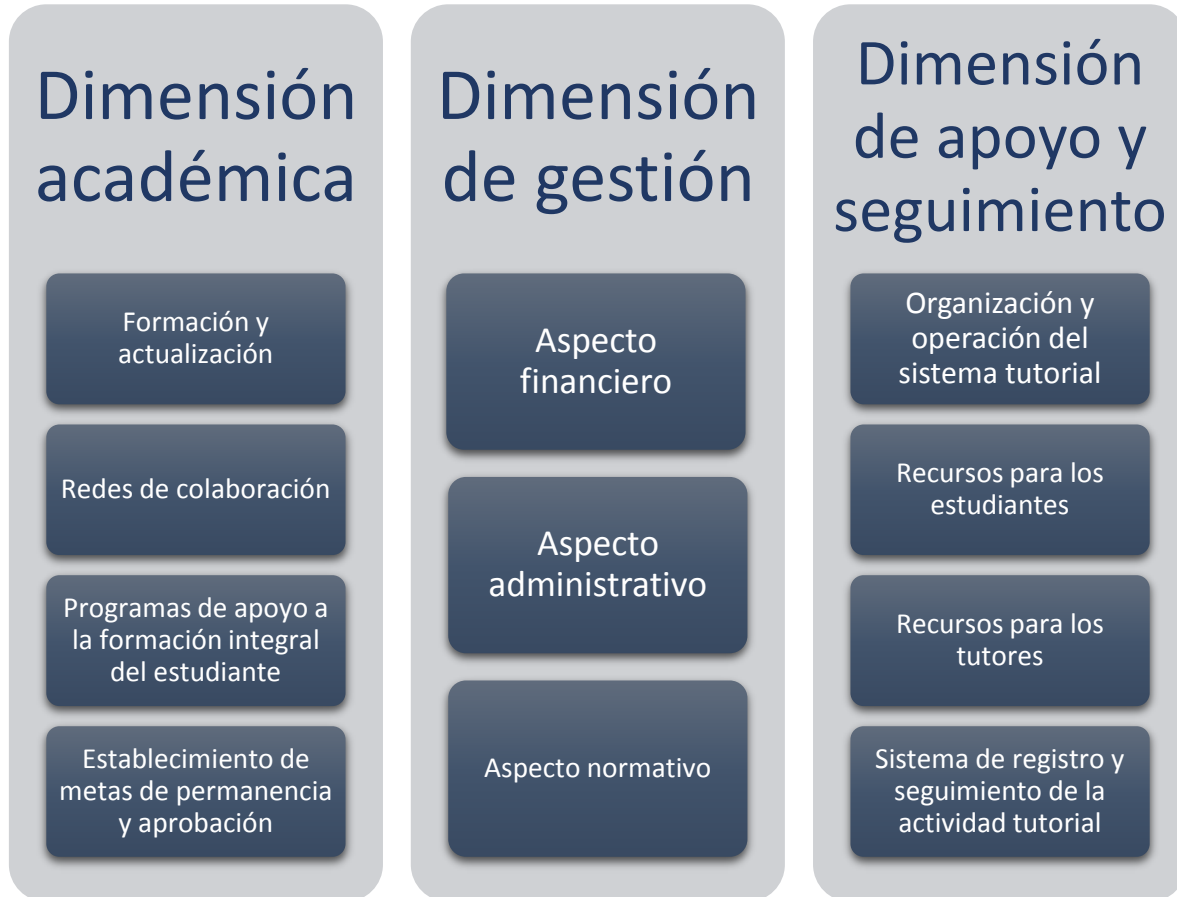 Dimensión
académica
Formación y
actualización
Redes de colaboración
Programas de apoyo a
la formación integral
del estudiante
Establecimiento de
metas de permanencia
y aprobación
Dimensión
de gestión
Aspecto
financiero
Aspecto
administrativo
Aspecto normativo
Dimensión
de apoyo y
seguimiento
Organización y
operación del
sistema tutorial
Recursos para los
estudiantes
Recursos para los
tutores
Sistema de registro y
seguimiento de la
actividad tutorial